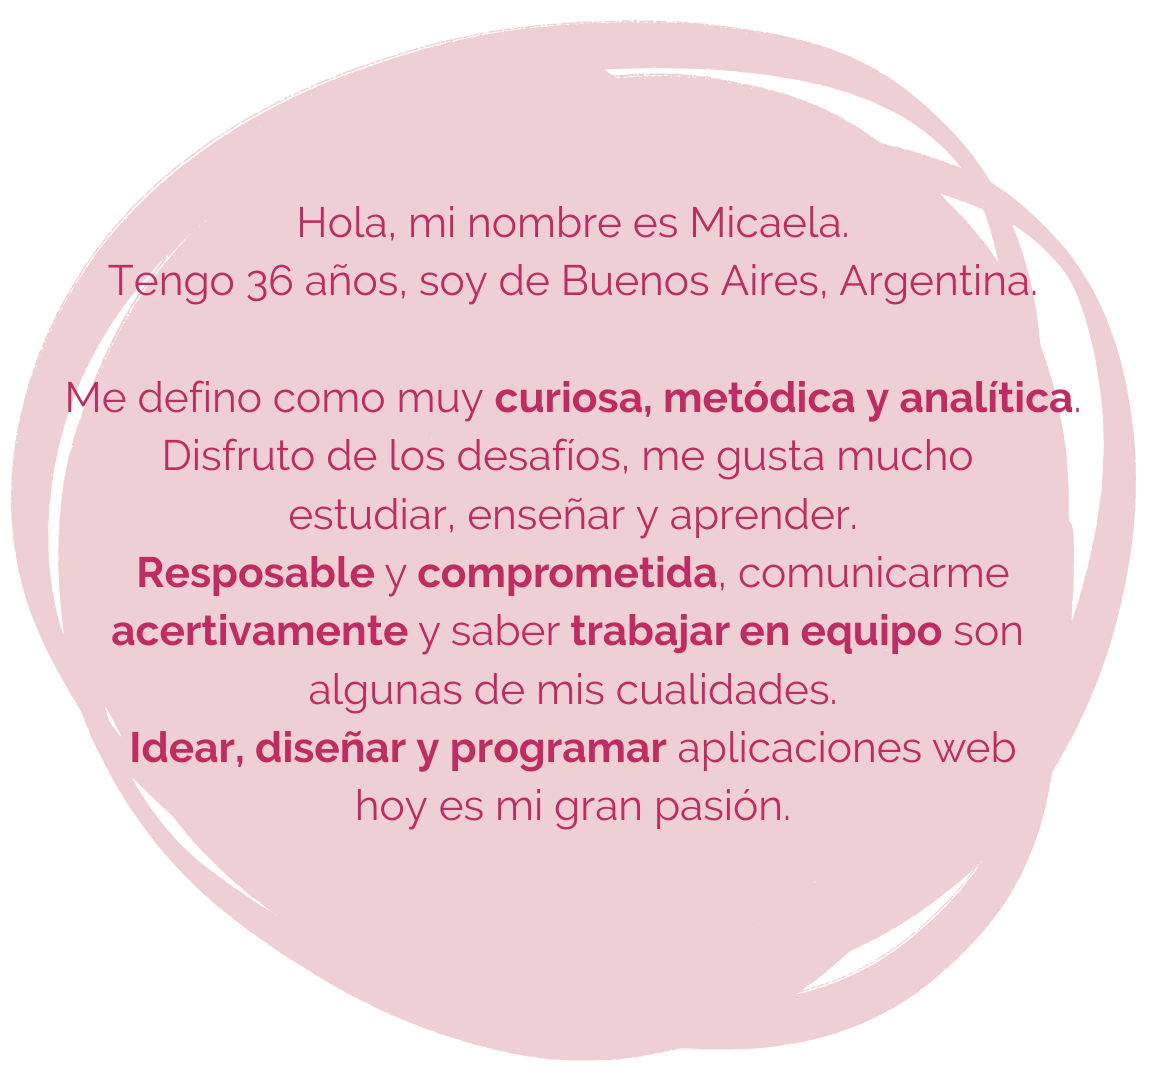 Hola, mi nombre es Micaela.
Tengo 36 años, soy de Buenos Aires, Argentina.
Me defino como muy curiosa, metódica y analítica.
Disfruto de los desafíos, me gusta mucho
estudiar, enseñar y aprender.
Resposable y comprometida, comunicarme
acertivamente y saber trabajar en equipo son
algunas de mis cualidades.
Idear, diseñar y programar aplicaciones web
hoy es mi gran pasión.